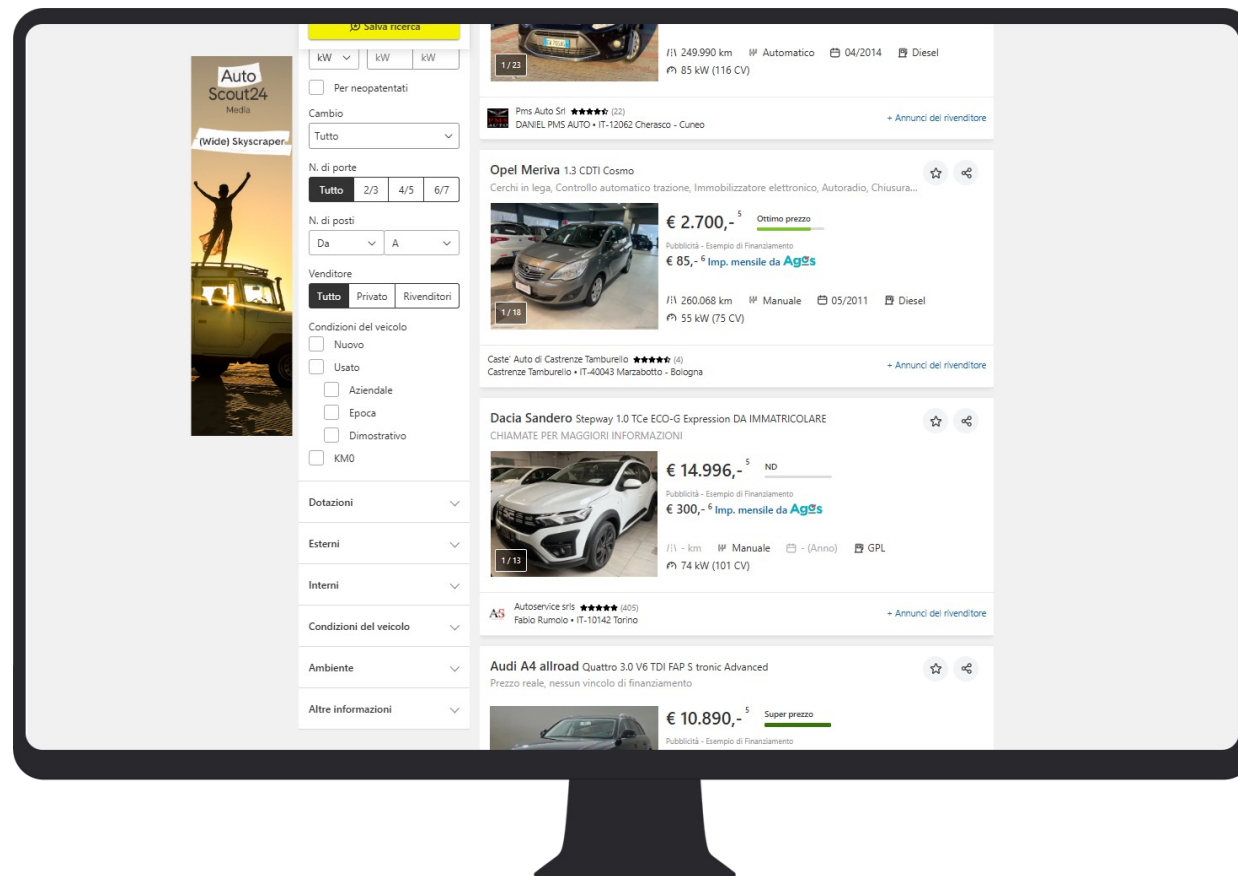 Auto
Scout24
Media
(Wide) Skyscraper
Salva ricerca
kW kW kW
Per neopatentati
Cambio
Tutto
N. di porte
Tutto 2/3 4/5 6/7
N. di posti
Da A
Venditore
Tutto Privato Rivenditori
Condizioni del veicolo
Nuovo
Usato
Aziendale
Epoca
Dimostrativo
KM0
Dotazioni
Esterni
Interni
Condizioni del veicolo
Ambiente
Altre informazioni
1 / 23
249.990 km Automatico 04/2014 Diesel
85 kW (116 CV)
PMS
AUTO
Pms Auto Srl (22)
DANIEL PMS AUTO • IT-12062 Cherasco - Cuneo
+ Annunci del rivenditore
Opel Meriva 1.3 CDTI Cosmo
Cerchi in lega, Controllo automatico trazione, Immobilizzatore elettronico, Autoradio, Chiusura...
1 / 18
€ 2.700,- 5 Ottimo prezzo
Pubblicità - Esempio di Finanziamento
€ 85,- 6 Imp. mensile da Agos
260.068 km Manuale 05/2011 Diesel
55 kW (75 CV)
Caste' Auto di Castrenze Tamburello (4)
Castrenze Tamburello • IT-40043 Marzabotto - Bologna
+ Annunci del rivenditore
Dacia Sandero Stepway 1.0 TCe ECO-G Expression DA IMMATRICOLARE
CHIAMATE PER MAGGIORI INFORMAZIONI
1 / 13
€ 14.996,- 5 ND
Pubblicità - Esempio di Finanziamento
€ 300,- 6 Imp. mensile da Agos
- km Manuale - (Anno) GPL
74 kW (101 CV)
AS
Autoservice srls (405)
Fabio Rumolo • IT-10142 Torino
+ Annunci del rivenditore
Audi A4 allroad Quattro 3.0 V6 TDI FAP S tronic Advanced
Prezzo reale, nessun vincolo di finanziamento
€ 10.890,- 5 Super prezzo
Pubblicità - Esempio di Finanziamento